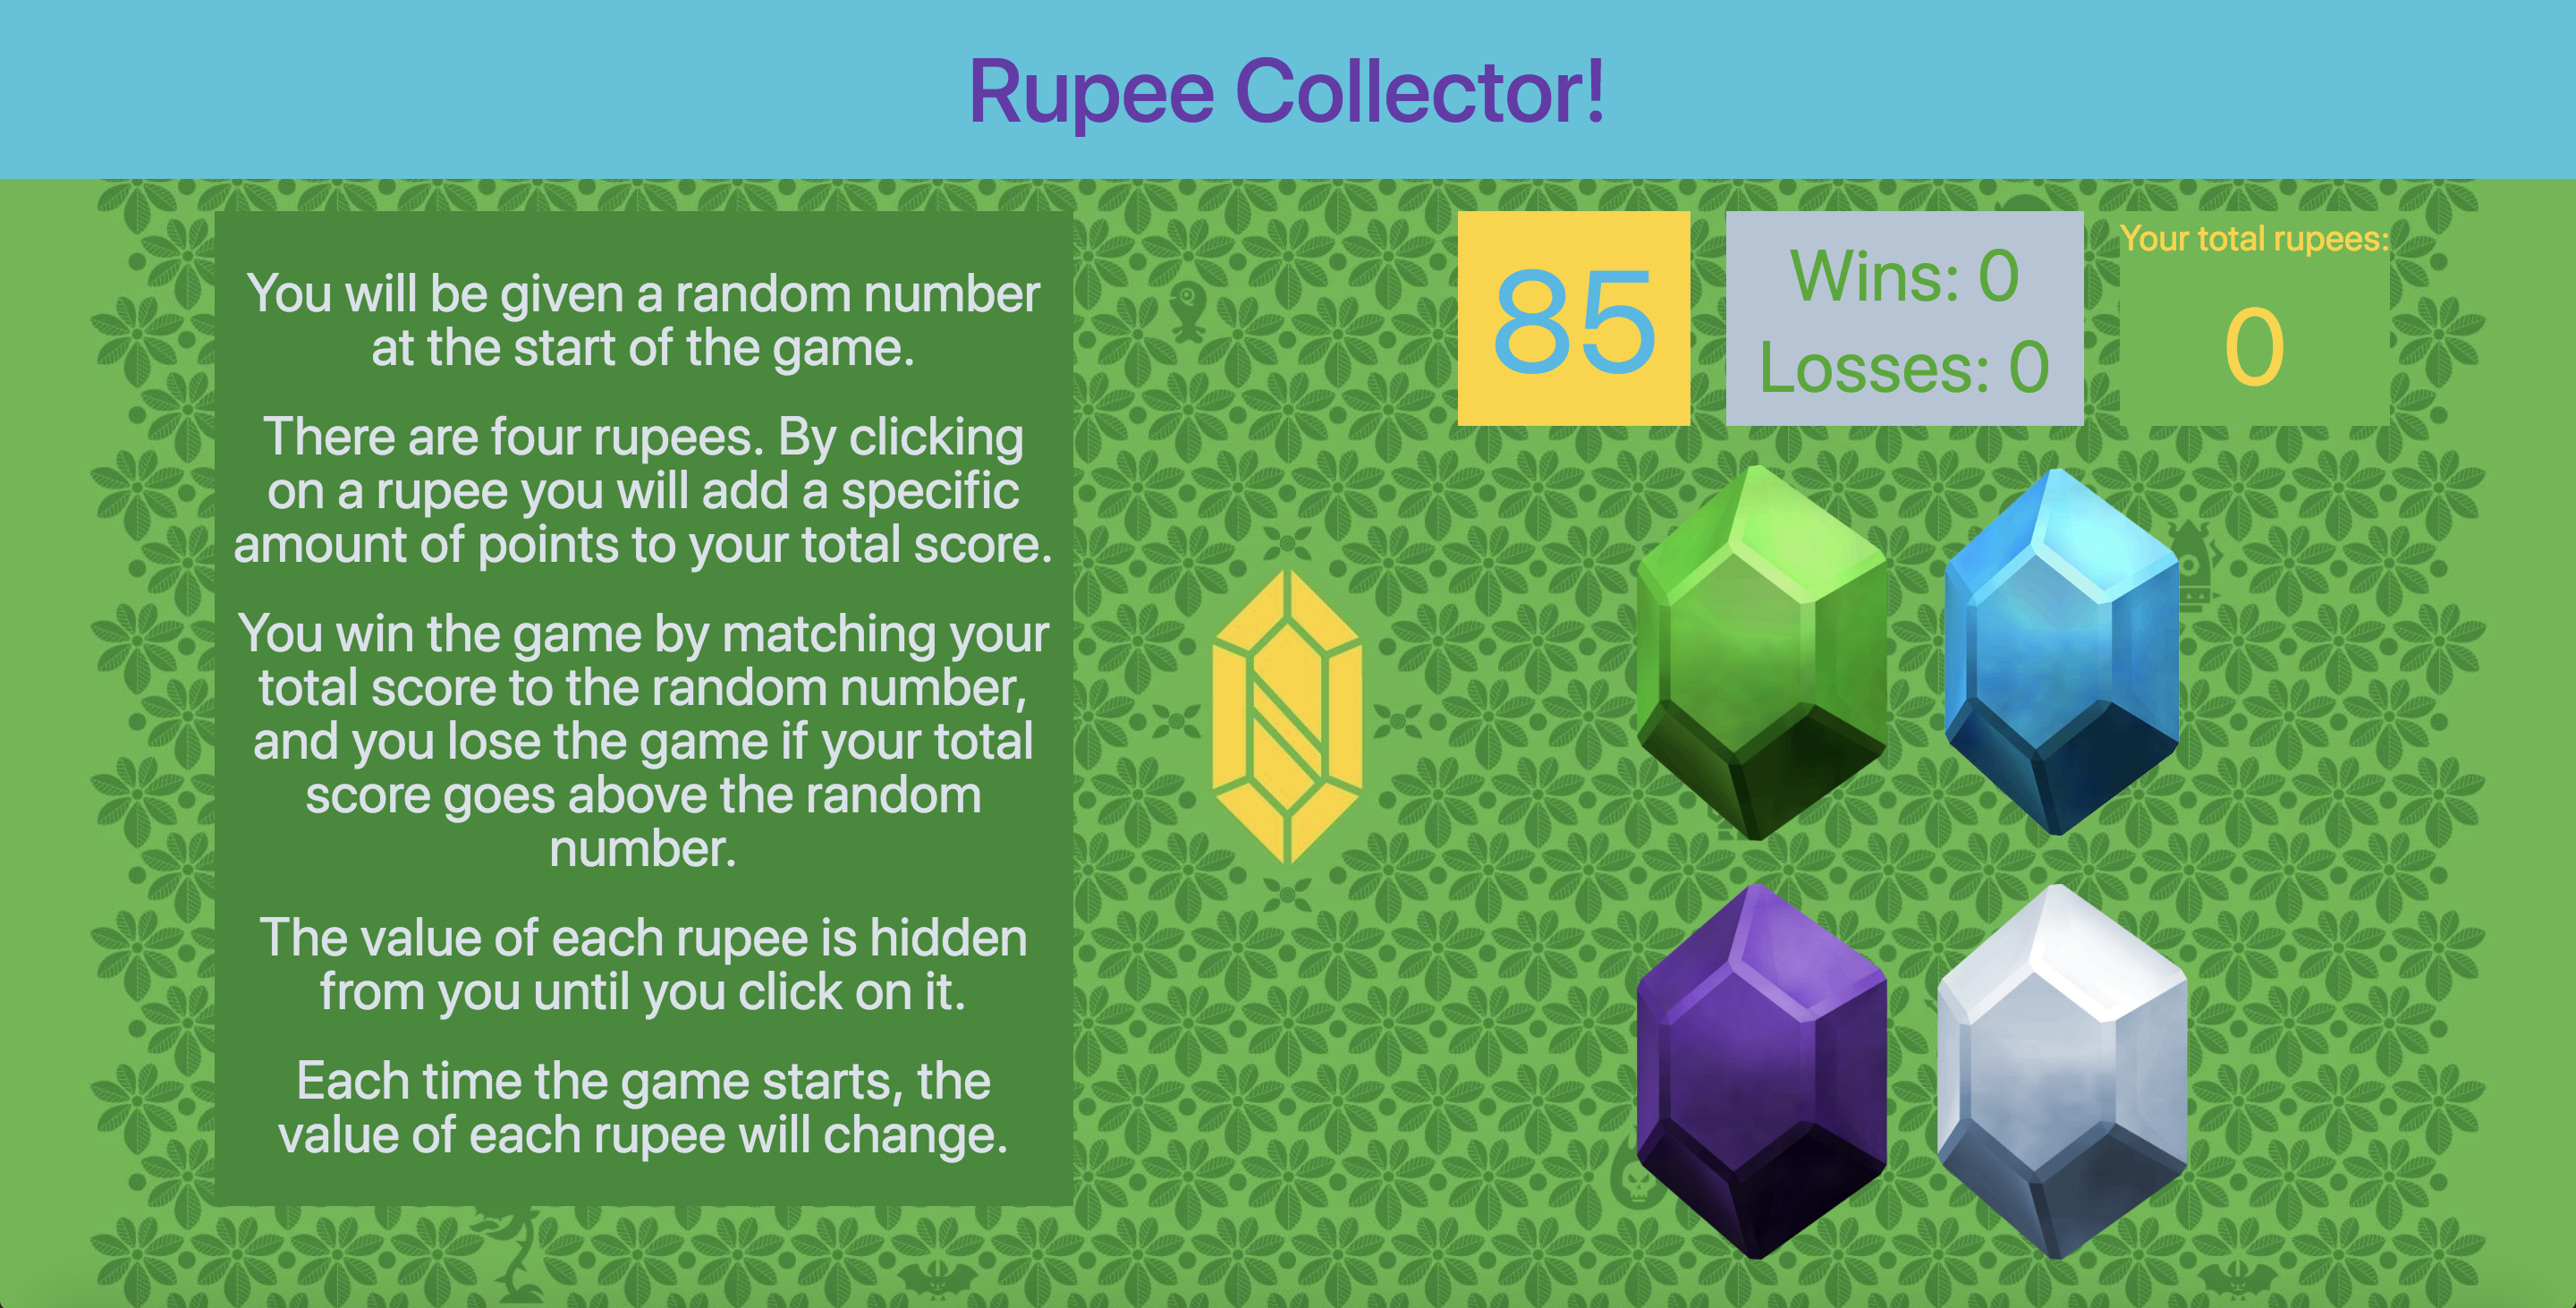 Rupee Collector!
You will be given a random number
at the start of the game.
There are four rupees. By clicking
on a rupee you will add a specific
amount of points to your total score.
You win the game by matching your
total score to the random number,
and you lose the game if your total
score goes above the random
number.
The value of each rupee is hidden
from you until you click on it.
Each time the game starts, the
value of each rupee will change.
85
Wins: 0
Losses: 0
Your total rupees:
0